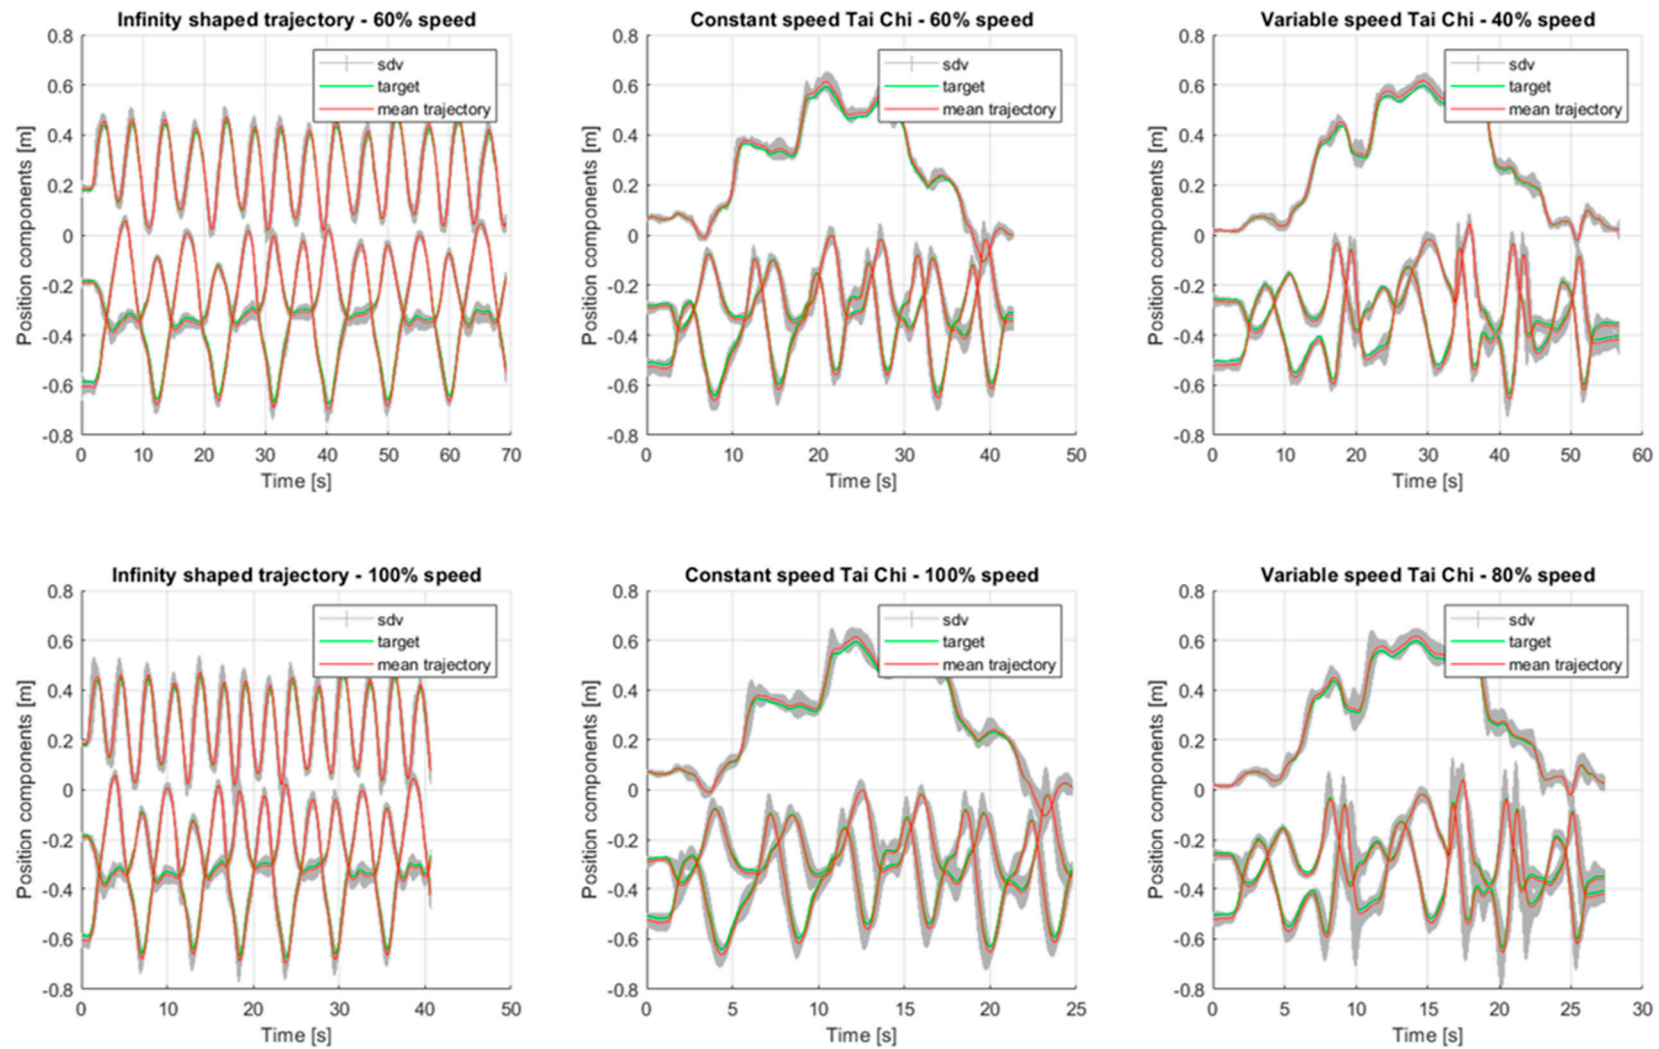 Infinity shaped trajectory - 60% speed
Constant speed Tai Chi - 60% speed
Variable speed Tai Chi - 40% speed
0.8
0.6
0.4
0.2
0
-0.2
-0.4
-0.6
-0.8
Position components [m]
sdv
target
mean trajectory
0 10 20 30 40 50 60 70
Time [s]
0.8
0.6
0.4
0.2
0
-0.2
-0.4
-0.6
-0.8
Position components [m]
sdv
target
mean trajectory
0 10 20 30 40 50
Time [s]
0.8
0.6
0.4
0.2
0
-0.2
-0.4
-0.6
-0.8
Position components [m]
sdv
target
mean trajectory
0 10 20 30 40 50 60
Time [s]
Infinity shaped trajectory - 100% speed
Constant speed Tai Chi - 100% speed
Variable speed Tai Chi - 80% speed
0.8
0.6
0.4
0.2
0
-0.2
-0.4
-0.6
-0.8
Position components [m]
sdv
target
mean trajectory
0 10 20 30 40 50
Time [s]
0.8
0.6
0.4
0.2
0
-0.2
-0.4
-0.6
-0.8
Position components [m]
sdv
target
mean trajectory
0 5 10 15 20 25
Time [s]
0.8
0.6
0.4
0.2
0
-0.2
-0.4
-0.6
-0.8
Position components [m]
sdv
target
mean trajectory
0 5 10 15 20 25 30
Time [s]